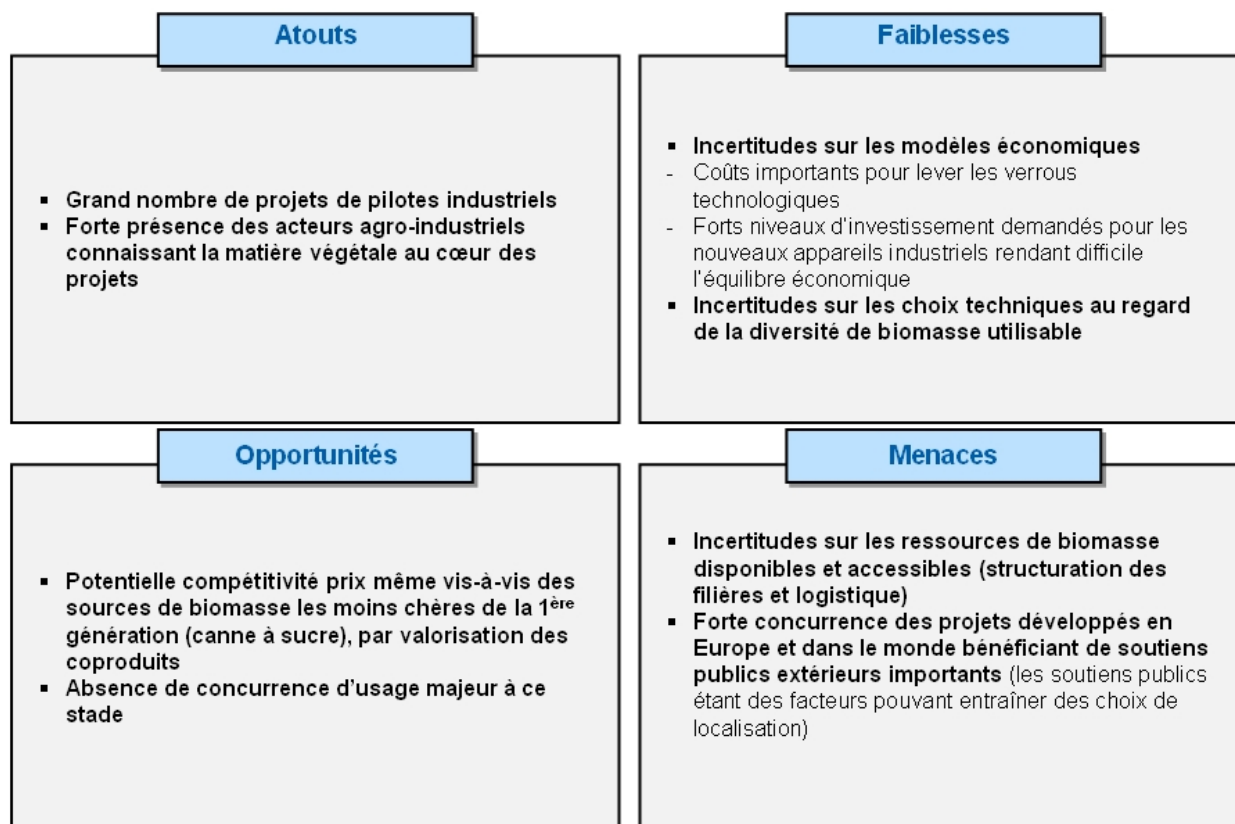 Atouts
▪ Grand nombre de projets de pilotes industriels
▪ Forte présence des acteurs agro-industriels
connaissant la matière végétale au cœur des
projets
Faiblesses
▪ Incertitudes sur les modèles économiques
- Coûts importants pour lever les verrous
technologiques
- Forts niveaux d'investissement demandés pour les
nouveaux appareils industriels rendant difficile
l'équilibre économique
▪ Incertitudes sur les choix techniques au regard
de la diversité de biomasse utilisable
Opportunités
▪ Potentielle compétitivité prix même vis-à-vis des
sources de biomasse les moins chères de la 1ère
génération (canne à sucre), par valorisation des
coproduits
▪ Absence de concurrence d'usage majeur à ce
stade
Menaces
▪ Incertitudes sur les ressources de biomasse
disponibles et accessibles (structuration des
filières et logistique)
▪ Forte concurrence des projets développés en
Europe et dans le monde bénéficiant de soutiens
publics extérieurs importants (les soutiens publics
étant des facteurs pouvant entraîner des choix de
localisation)